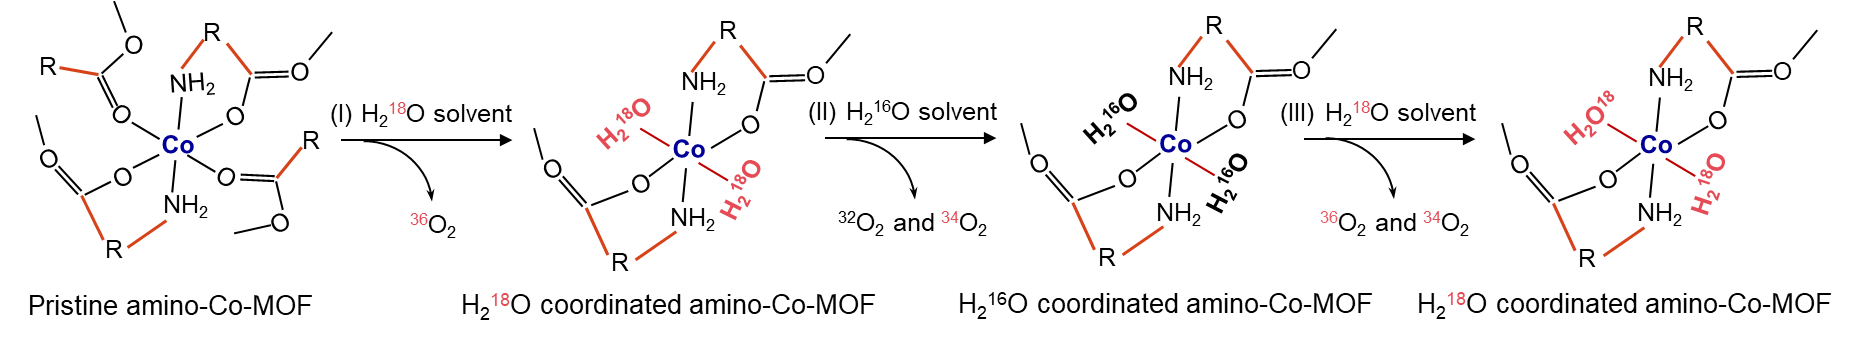 R O O Co NH2 R O O O R O O O NH2 R
(I) H2 18O solvent
36O2
R NH2 O O H2 18O Co H2 18O O O NH2 R
(II) H2 16O solvent
32O2 and 34O2
R NH2 O O H2 16O Co H2 16O O O NH2 R
(III) H2 18O solvent
36O2 and 34O2
R NH2 O O H2O18 Co H2 18O O O NH2 R
Pristine amino-Co-MOF
H2 18O coordinated amino-Co-MOF
H2 16O coordinated amino-Co-MOF
H2 18O coordinated amino-Co-MOF